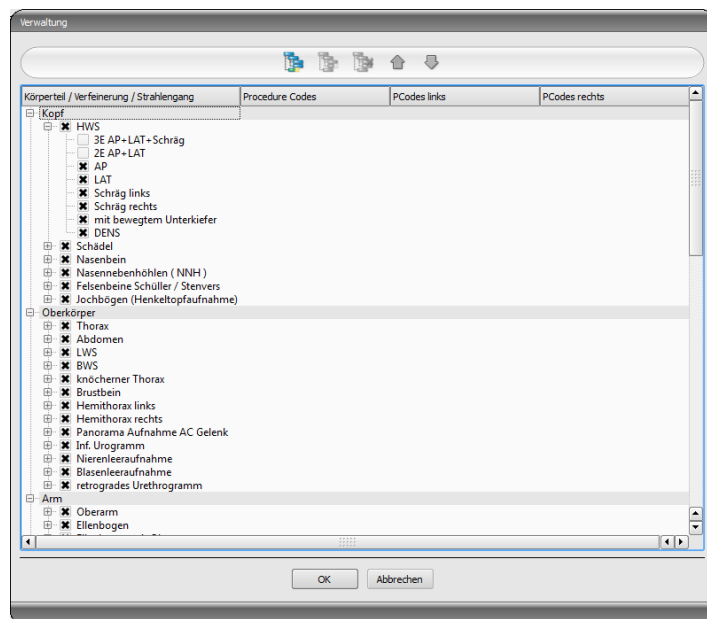 Verwaltung
Körperteil / Verfeinerung / Strahlengang Procedure Codes PCodes links PCodes rechts
Kopf
HWS
3E AP+LAT+Schräg
2E AP+LAT
AP
LAT
Schräg links
Schräg rechts
mit bewegtem Unterkiefer
DENS
Schädel
Nasenbein
Nasennebenhöhlen ( NNH )
Felsenbeine Schüller / Stenvers
Jochbögen (Henkeltopfaufnahme)
Oberkörper
Thorax
Abdomen
LWS
BWS
knöcherner Thorax
Brustbein
Hemithorax links
Hemithorax rechts
Panorama Aufnahme AC Gelenk
Inf. Urogramm
Nierenleeraufnahme
Blasenleeraufnahme
retrogrades Urethrogramm
Arm
Oberarm
Ellenbogen
OK Abbrechen